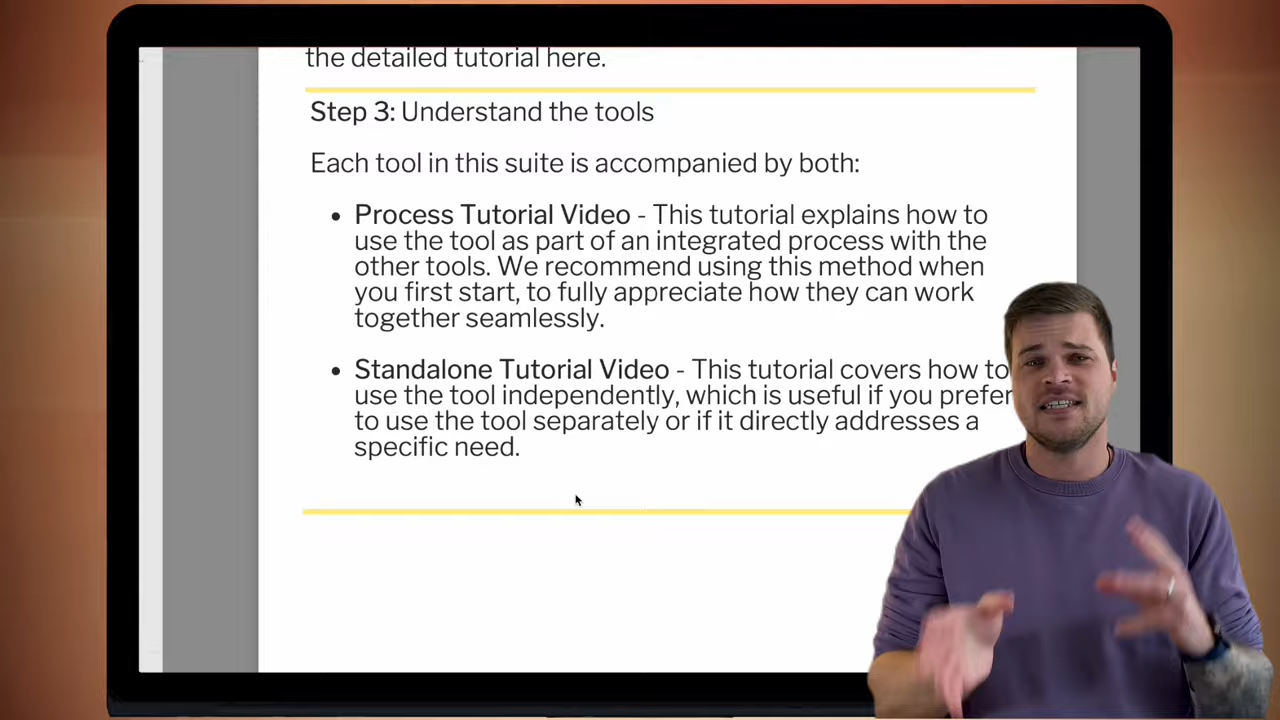 the detailed tutorial here.
Step 3: Understand the tools
Each tool in this suite is accompanied by both:
• Process Tutorial Video - This tutorial explains how to
use the tool as part of an integrated process with the
other tools. We recommend using this method when
you first start, to fully appreciate how they can work
together seamlessly.
• Standalone Tutorial Video - This tutorial covers how to
use the tool independently, which is useful if you prefer
to use the tool separately or if it directly addresses a
specific need.